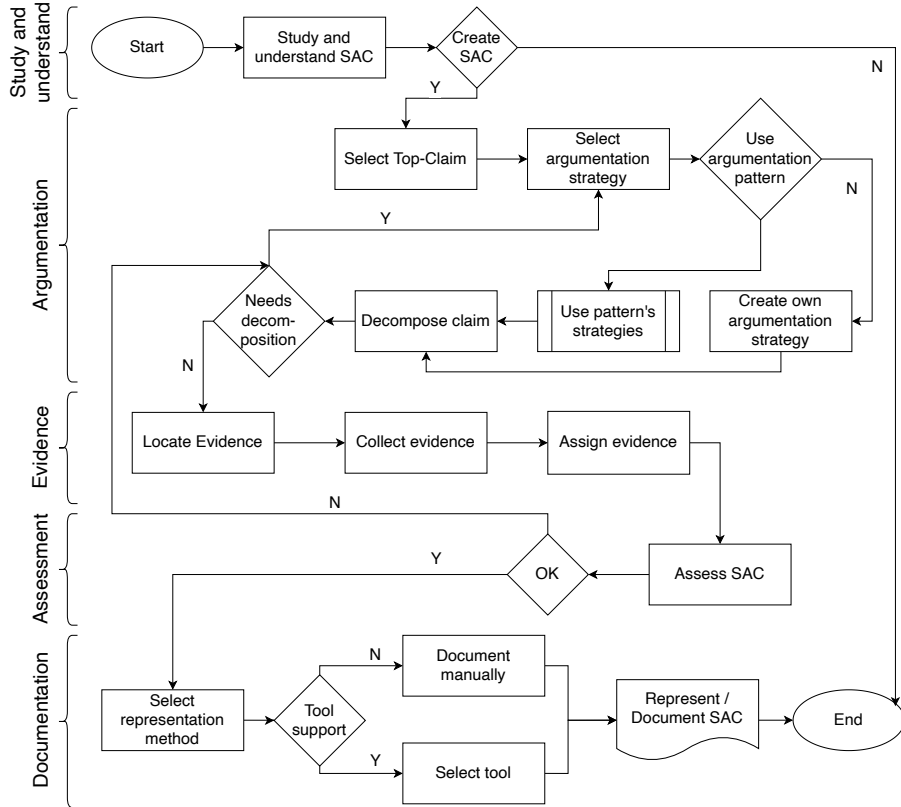 Study and
understand
Start
Study and
understand SAC
Create
SAC
N
Y
Argumentation
Select Top-Claim
Select
argumentation
strategy
Use
argumentation
pattern
N
Y
Needs
decom-
position
Decompose claim
Use pattern's
strategies
Create own
argumentation
strategy
N
Evidence
Locate Evidence
Collect evidence
Assign evidence
N
Assessment
Y
OK
Assess SAC
Documentation
Select
representation
method
Tool
support
N
Document
manually
Y
Select tool
Represent /
Document SAC
End